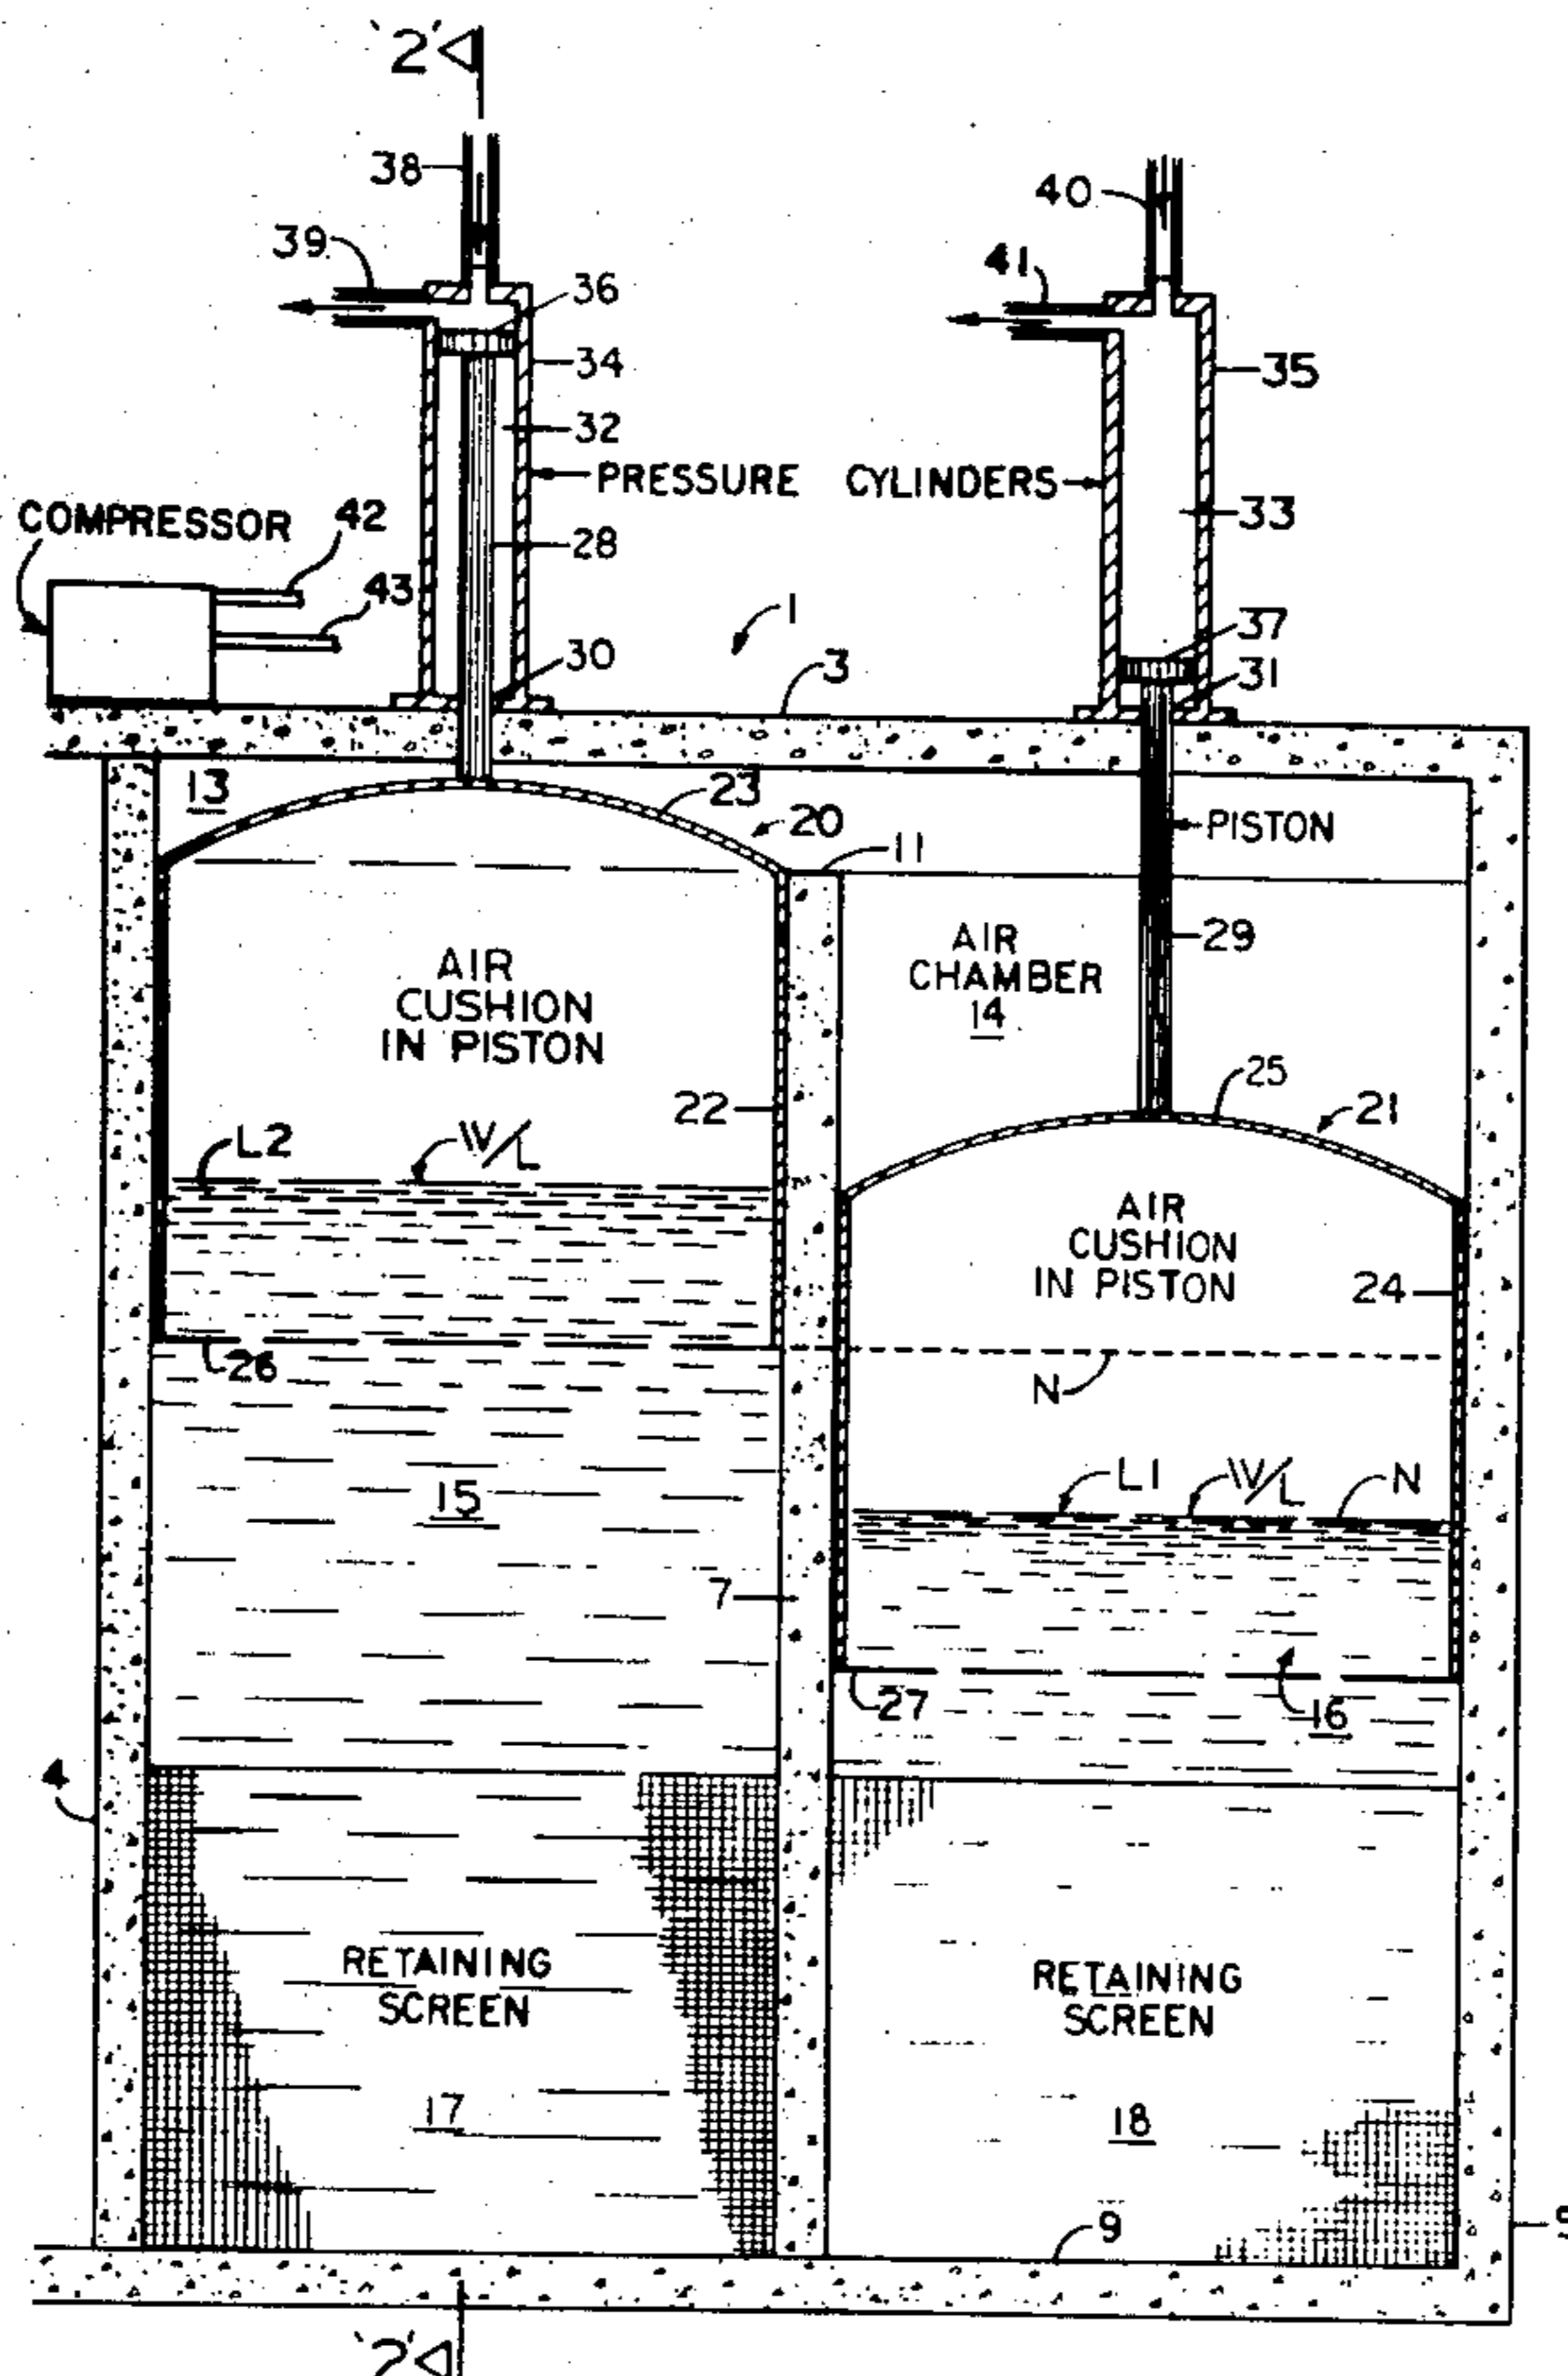 '2'
38
40
39
41
36
34
35
32
PRESSURE CYLINDERS
33
COMPRESSOR
42
28
43
1
37
30
3
31
13
23
20
11
PISTON
AIR
CUSHION
IN PISTON
AIR
CHAMBER
14
29
22
25
21
L2
W/L
AIR
CUSHION
IN PISTON
24
26
N
15
L1
W/L
N
7
27
16
4
RETAINING
SCREEN
17
RETAINING
SCREEN
18
9
'2'